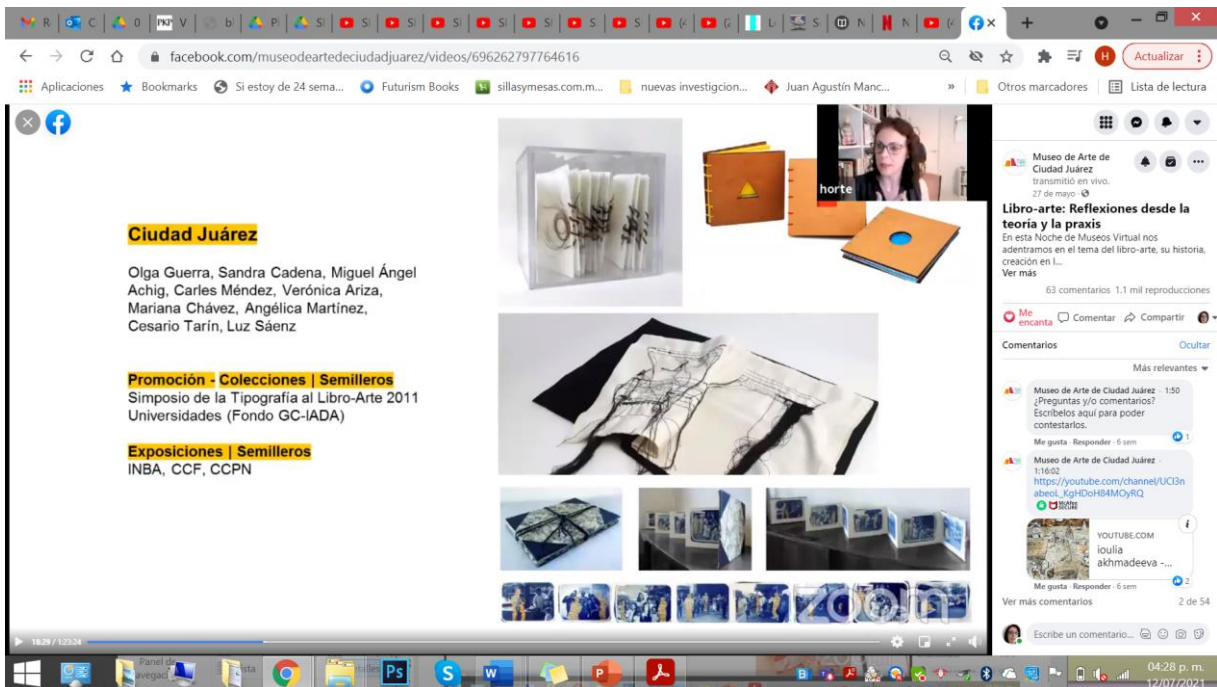 facebook.com/museodeartedeciudadjuarez/videos/696262797764616
Actualizar
Aplicaciones
Bookmarks
Si estoy de 24 sema...
Futurism Books
sillasymesas.com.m...
nuevas investigcion...
Juan Agustín Manc...
»
Otros marcadores
Lista de lectura
Ciudad Juárez
Olga Guerra, Sandra Cadena, Miguel Ángel
Achig, Carles Méndez, Verónica Ariza,
Mariana Chávez, Angélica Martínez,
Cesario Tarín, Luz Sáenz
Promoción - Colecciones | Semilleros
Simposio de la Tipografía al Libro-Arte 2011
Universidades (Fondo GC-IADA)
Exposiciones | Semilleros
INBA, CCF, CCPN
horte
zoom
18:29 / 1:23:24
Museo de Arte de
Ciudad Juárez
transmitió en vivo.
27 de mayo
Libro-arte: Reflexiones desde la
teoría y la praxis
En esta Noche de Museos Virtual nos
adentramos en el tema del libro-arte, su historia,
creación en l...
Ver más
63 comentarios 1.1 mil reproducciones
Me
encanta
Comentar
Compartir
Comentarios
Ocultar
Más relevantes
Museo de Arte de Ciudad Juárez · 1:50
¿Preguntas y/o comentarios?
Escríbelos aquí para poder
contestarlos.
Me gusta · Responder · 6 sem
1
Museo de Arte de Ciudad Juárez ·
1:16:02
https://youtube.com/channel/UCI3n
abeoL_KgHDoH84MOyRQ
McAfee
SECURE
YOUTUBE.COM
ioulia
akhmadeeva -...
Me gusta · Responder · 6 sem
2
Ver más comentarios
2 de 54
Escribe un comentario...
04:28 p. m.
12/07/2021